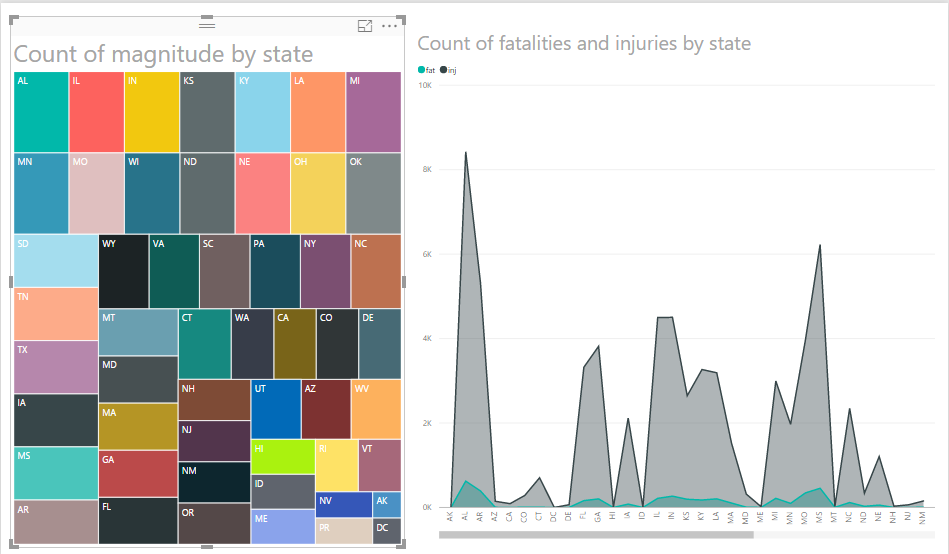 Count of magnitude by state
AL IL IN KS KY LA MI
MN MO WI ND NE OH OK
SD WY VA SC PA NY NC
TN
MT CT WA CA CO DE
TX
MD
NH UT AZ WV
IA
MA
NJ
HI RI VT
MS
GA
NM
ID
NV AK
AR
FL
OR
ME
PR DC
Count of fatalities and injuries by state
fat inj
10K
8K
6K
4K
2K
0K
AK AL AR AZ CA CO CT DC DE FL GA HI IA ID IL IN KS KY LA MA MD ME MI MN MO MS MT NC ND NE NH NJ NM